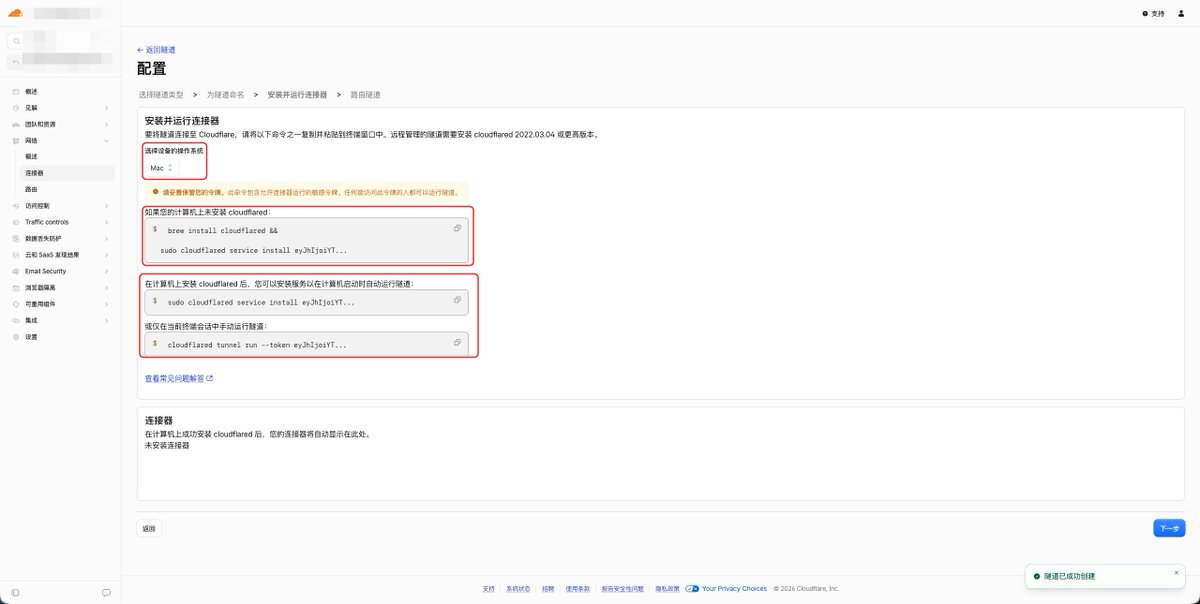 支持
← 返回隧道
配置
选择隧道类型 > 为隧道命名 > 安装并运行连接器 > 路由隧道
概述
见解
团队和资源
网络
概述
连接器
路由
访问控制
Traffic controls
数据丢失防护
云和 SaaS 发现结果
Email Security
浏览器隔离
可重用组件
集成
设置
安装并运行连接器
要将隧道连接至 Cloudflare，请将以下命令之一复制并粘贴到终端窗口中。远程管理的隧道需要安装 cloudflared 2022.03.04 或更高版本。
选择设备的操作系统
Mac
请妥善保管您的令牌。此命令包含允许连接器运行的敏感令牌。任何能访问此令牌的人都可以运行隧道。
如果您的计算机上未安装 cloudflared：
$ brew install cloudflared &&
sudo cloudflared service install eyJhIjoiYT...
在计算机上安装 cloudflared 后，您可以安装服务以在计算机启动时自动运行隧道：
$ sudo cloudflared service install eyJhIjoiYT...
或仅在当前终端会话中手动运行隧道：
$ cloudflared tunnel run --token eyJhIjoiYT...
查看常见问题解答
连接器
在计算机上成功安装 cloudflared 后，您的连接器将自动显示在此处。
未安装连接器
返回
下一步
隧道已成功创建
支持 系统状态 招聘 使用条款 报告安全性问题 隐私政策 Your Privacy Choices © 2026 Cloudflare, Inc.